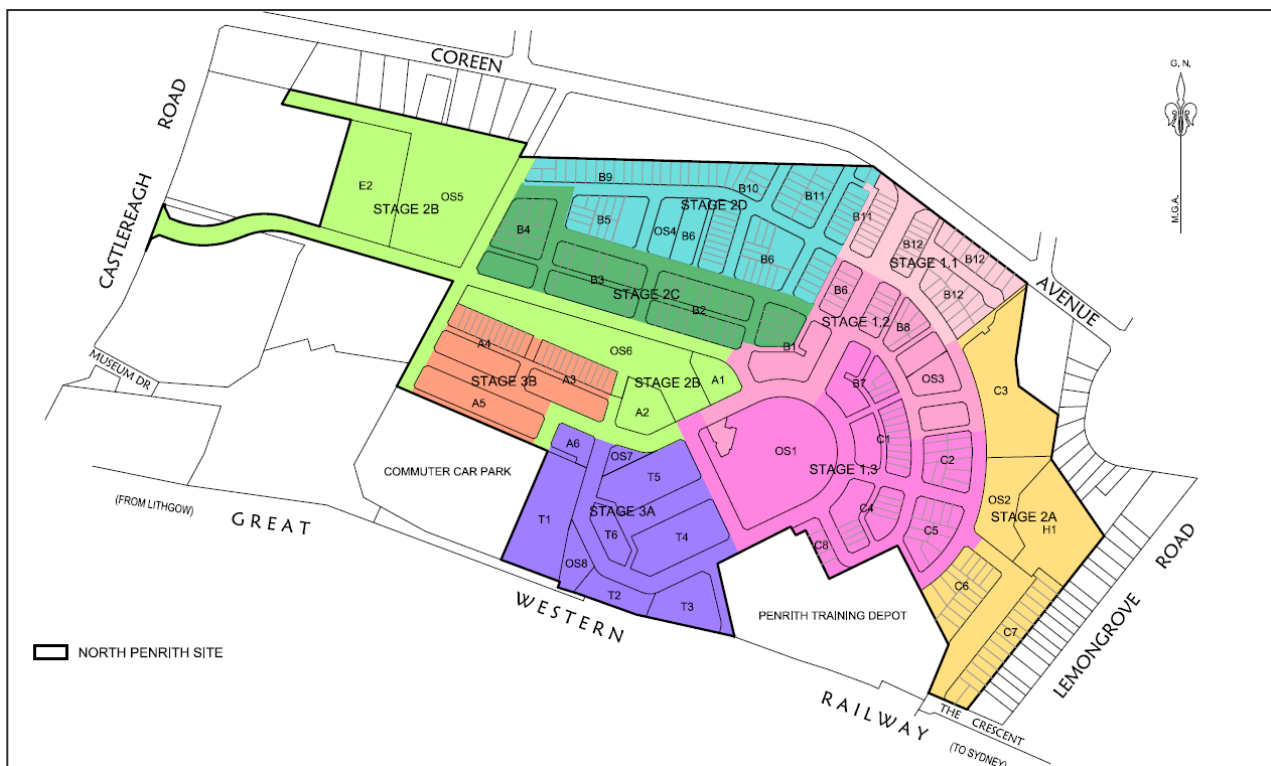 COREEN
G. N.
M.G.A.
CASTLEREAGH
ROAD
E2
OS5
STAGE 2B
B9
B10
B11
STAGE 2D
B11
B5
OS4
B6
B6
B4
B12
B12
STAGE 1,1
B12
AVENUE
B3
STAGE 2C
B2
B6
STAGE 1,2
B8
B1
MUSEUM DR
A4
OS6
STAGE 3B
A3
STAGE 2B
A1
A5
A2
B7
OS3
C3
A6
OS7
T5
OS1
C1
STAGE 1,3
C2
COMMUTER CAR PARK
(FROM LITHGOW)
GREAT
T1
STAGE 3A
T6
T4
OS8
T2
T3
C4
C5
C8
OS2
STAGE 2A
H1
C6
C7
WESTERN
PENRITH TRAINING DEPOT
LEMONGROVE
ROAD
NORTH PENRITH SITE
RAILWAY
THE CRESCENT
(TO SYDNEY)